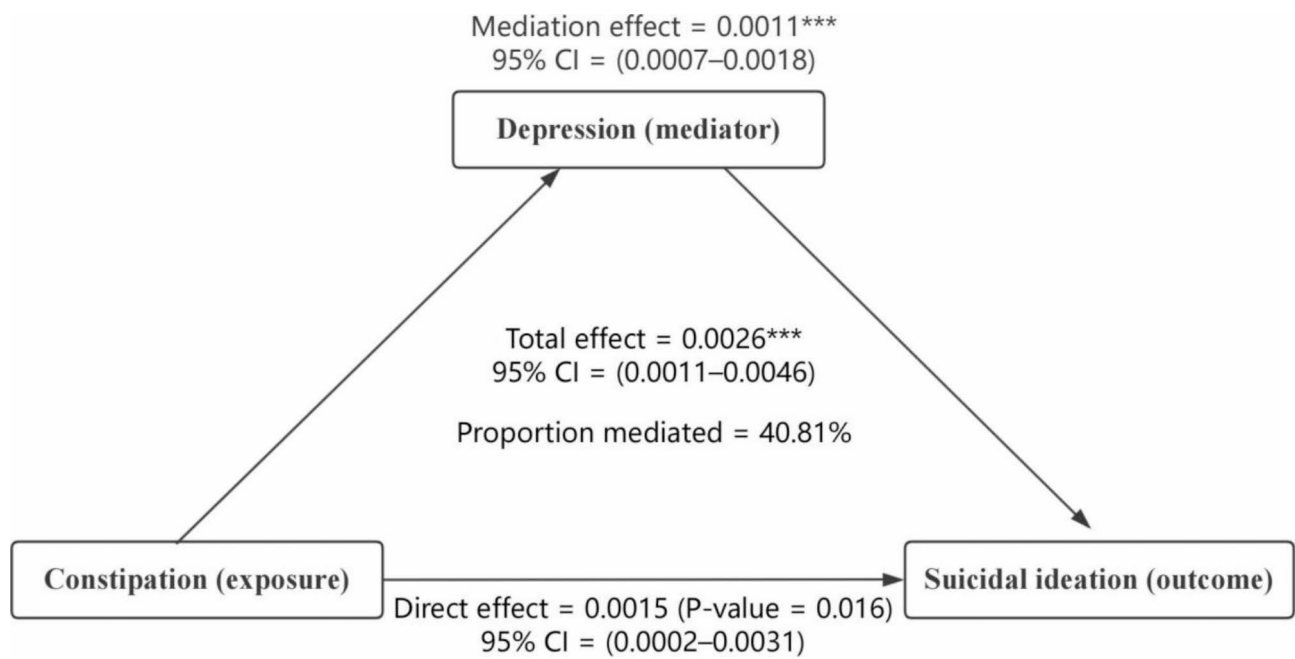 Mediation effect = 0.0011***
95% CI = (0.0007–0.0018)
Depression (mediator)
Total effect = 0.0026***
95% CI = (0.0011–0.0046)
Proportion mediated = 40.81%
Constipation (exposure)
Suicidal ideation (outcome)
Direct effect = 0.0015 (P-value = 0.016)
95% CI = (0.0002–0.0031)